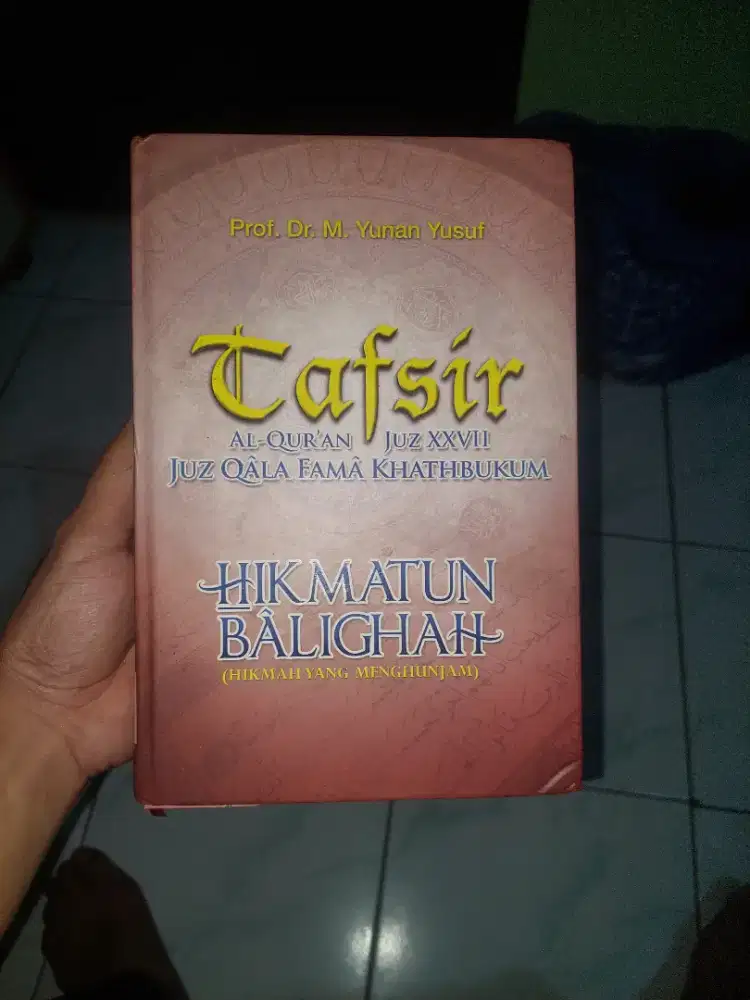 Prof. Dr. M. Yunan Yusuf
Tafsir
AL-QUR'AN JUZ XXVII
JUZ QÂLA FAMÂ KHATHBUKUM
HIKMATUN
BÂLIGHAH
(HIKMAH YANG MENGHUNJAM)